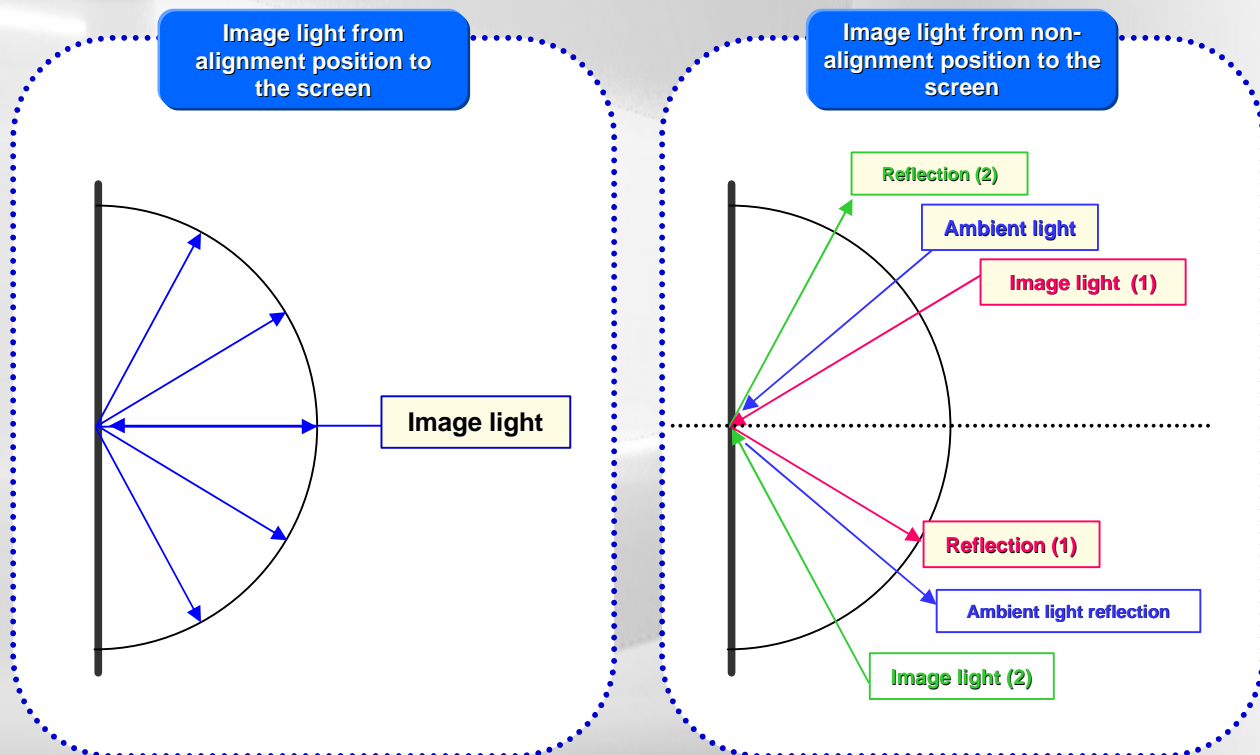 Image light from
alignment position to
the screen
Image light
Image light from non-
alignment position to the
screen
Reflection (2)
Ambient light
Image light (1)
Reflection (1)
Ambient light reflection
Image light (2)